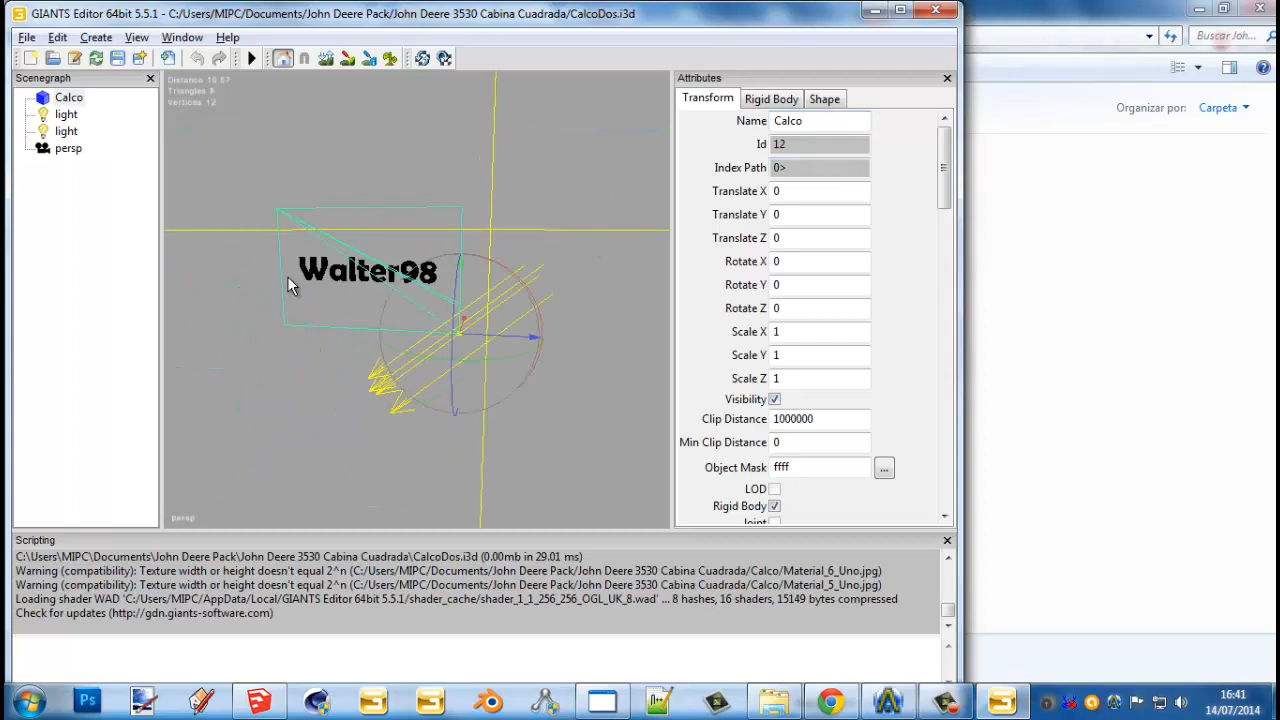 GIANTS Editor 64bit 5.5.1 - C:/Users/MIPC/Documents/John Deere Pack/John Deere 3530 Cabina Cuadrada/CalcoDos.i3d
File Edit Create View Window Help
Buscar Joh...
Organizar por: Carpeta
Scenegraph
Calco
light
light
persp
Distance
Triangles
Vertices 12
Walter98
persp
Attributes
Transform Rigid Body Shape
Name Calco
Id 12
Index Path 0>
Translate X 0
Translate Y 0
Translate Z 0
Rotate X 0
Rotate Y 0
Rotate Z 0
Scale X 1
Scale Y 1
Scale Z 1
Visibility
Clip Distance 1000000
Min Clip Distance 0
Object Mask ffff ...
LOD
Rigid Body
Joint
Scripting
C:\Users\MIPC\Documents\John Deere Pack\John Deere 3530 Cabina Cuadrada\CalcoDos.i3d (0.00mb in 29.01 ms)
Warning (compatibility): Texture width or height doesn't equal 2^n (C:/Users/MIPC/Documents/John Deere Pack/John Deere 3530 Cabina Cuadrada/Calco/Material_6_Uno.jpg)
Warning (compatibility): Texture width or height doesn't equal 2^n (C:/Users/MIPC/Documents/John Deere Pack/John Deere 3530 Cabina Cuadrada/Calco/Material_5_Uno.jpg)
Loading shader WAD 'C:/Users/MIPC/AppData/Local/GIANTS Editor 64bit 5.5.1/shader_cache/shader_1_1_256_256_OGL_UK_8.wad' ... 8 hashes, 16 shaders, 15149 bytes compressed
Check for updates (http://gdn.giants-software.com)
Ps
16:41
14/07/2014